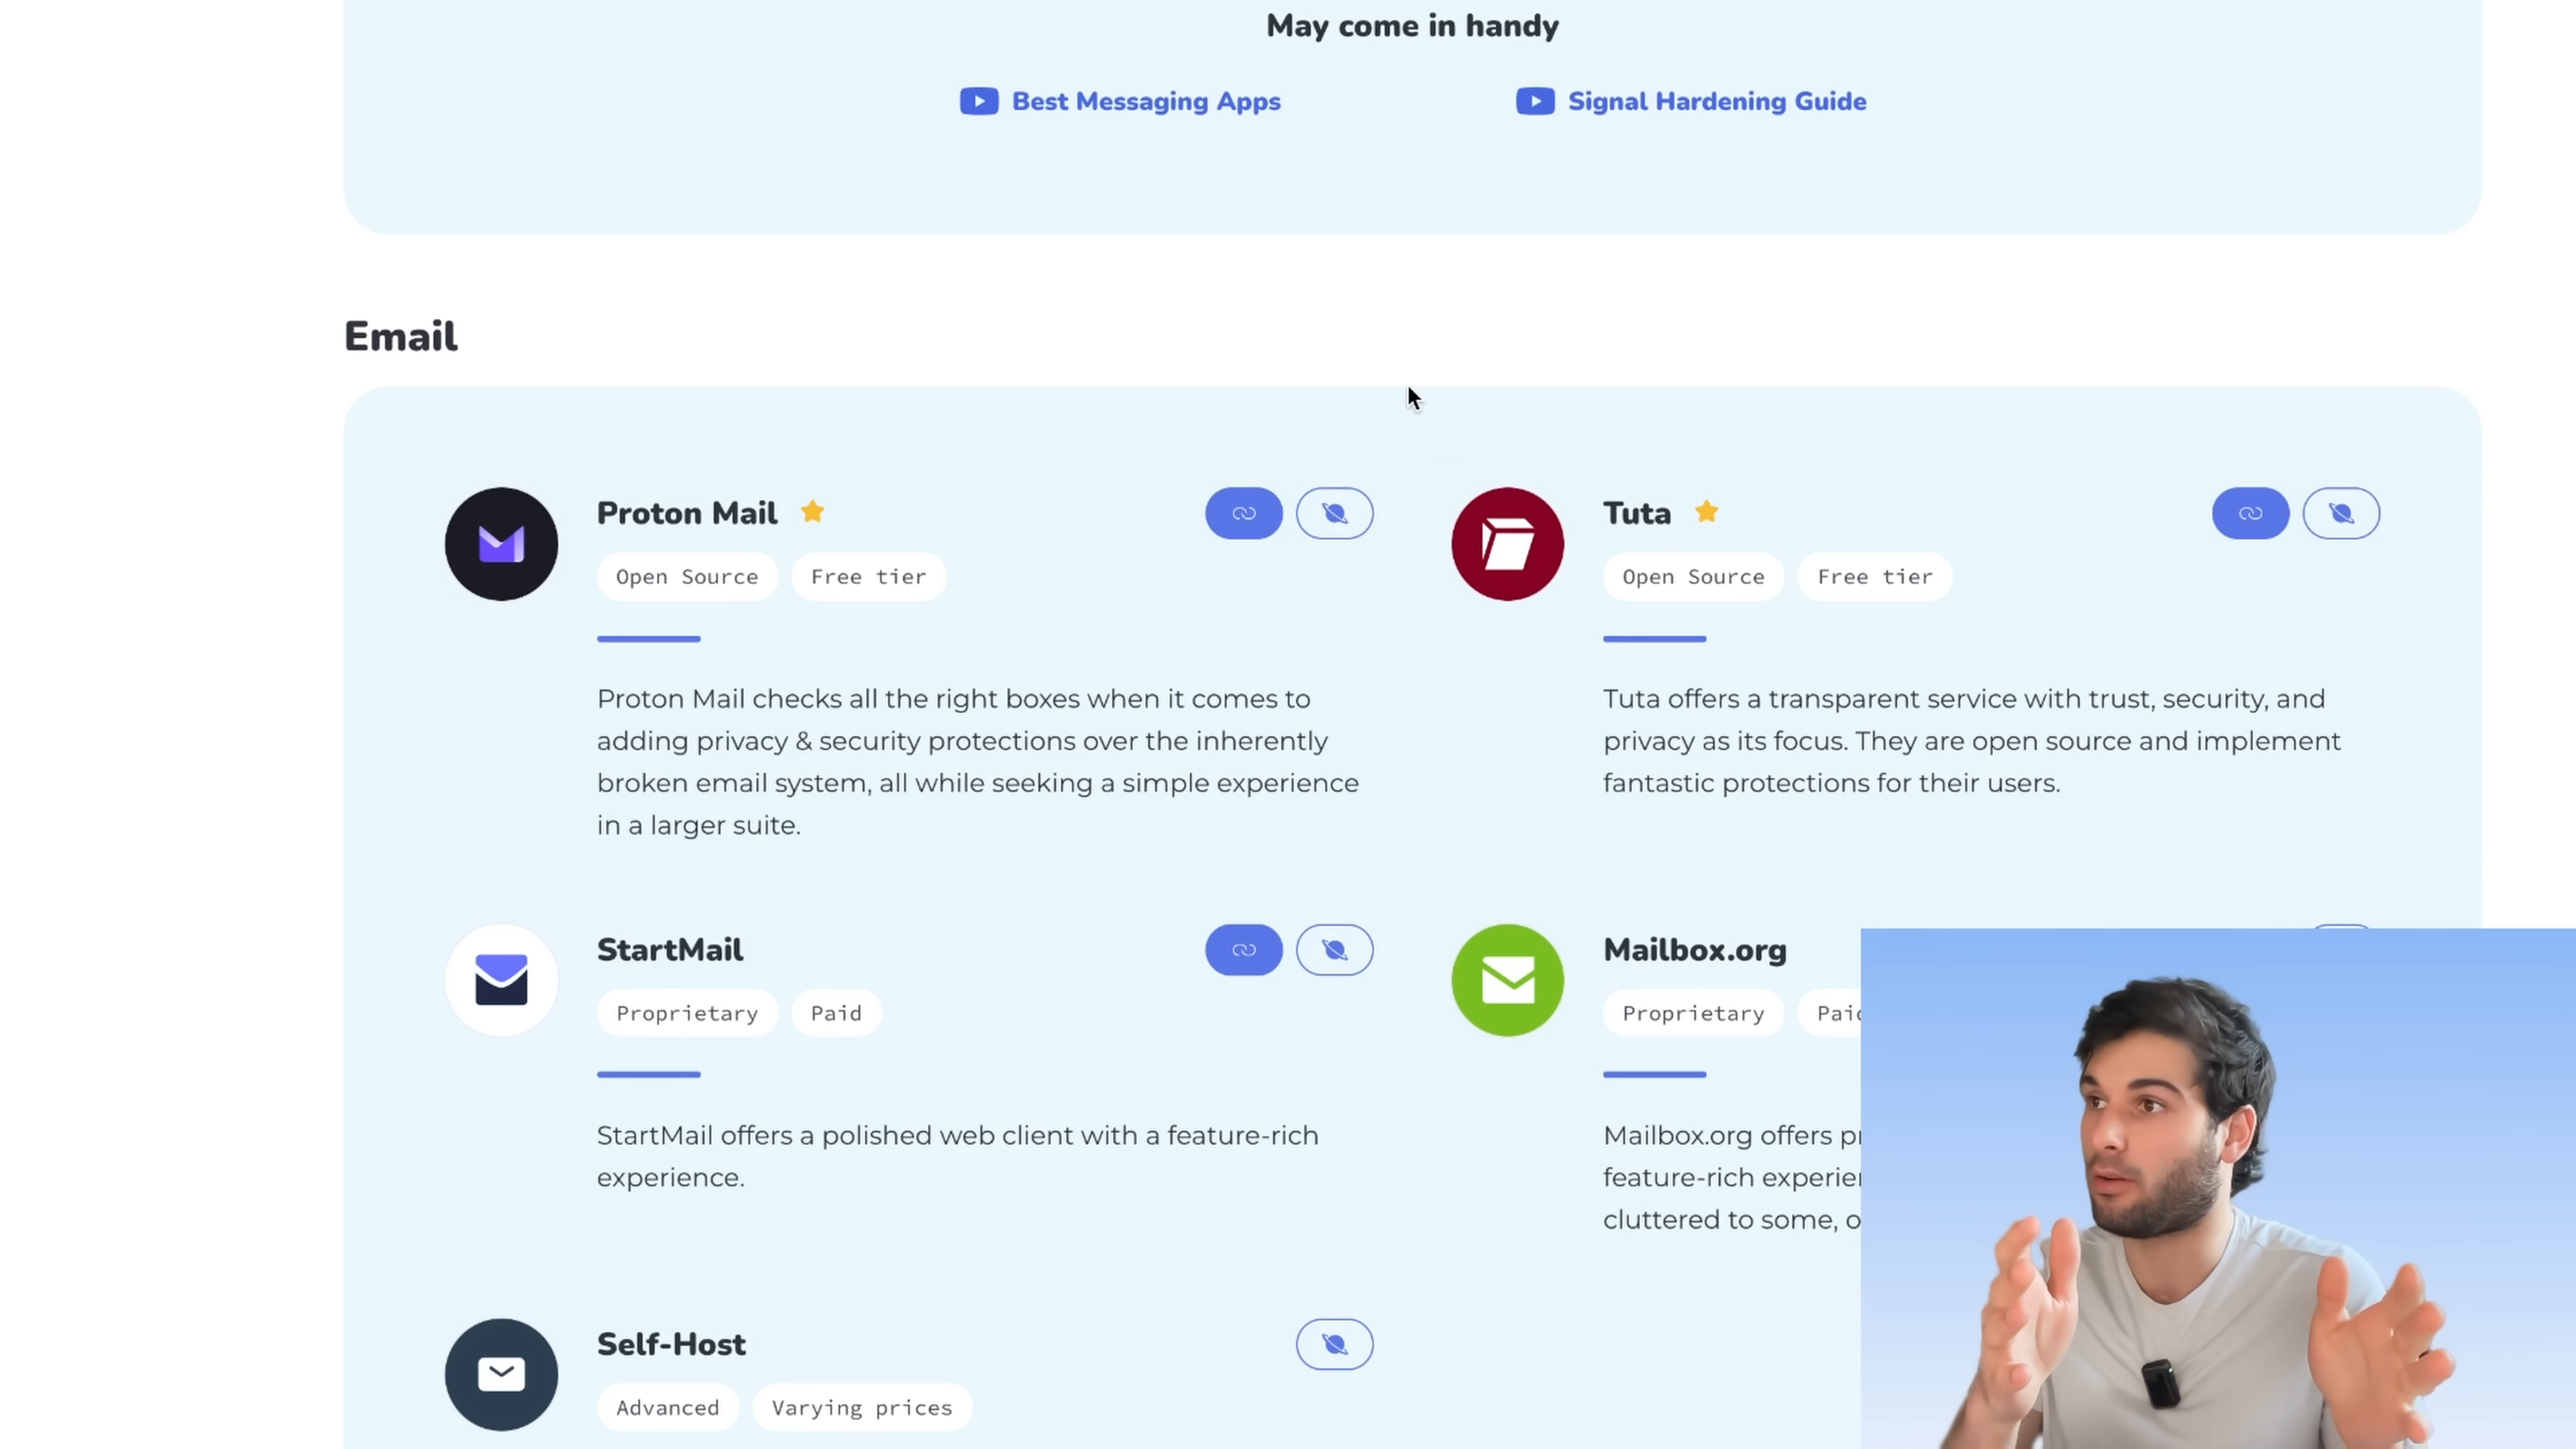 May come in handy
Best Messaging Apps
Signal Hardening Guide
Email
Proton Mail
Open Source
Free tier
Proton Mail checks all the right boxes when it comes to
adding privacy & security protections over the inherently
broken email system, all while seeking a simple experience
in a larger suite.
Tuta
Open Source
Free tier
Tuta offers a transparent service with trust, security, and
privacy as its focus. They are open source and implement
fantastic protections for their users.
StartMail
Proprietary
Paid
StartMail offers a polished web client with a feature-rich
experience.
Mailbox.org
Proprietary
Mailbox.org offers
feature-rich
cluttered to some,
Self-Host
Advanced
Varying prices